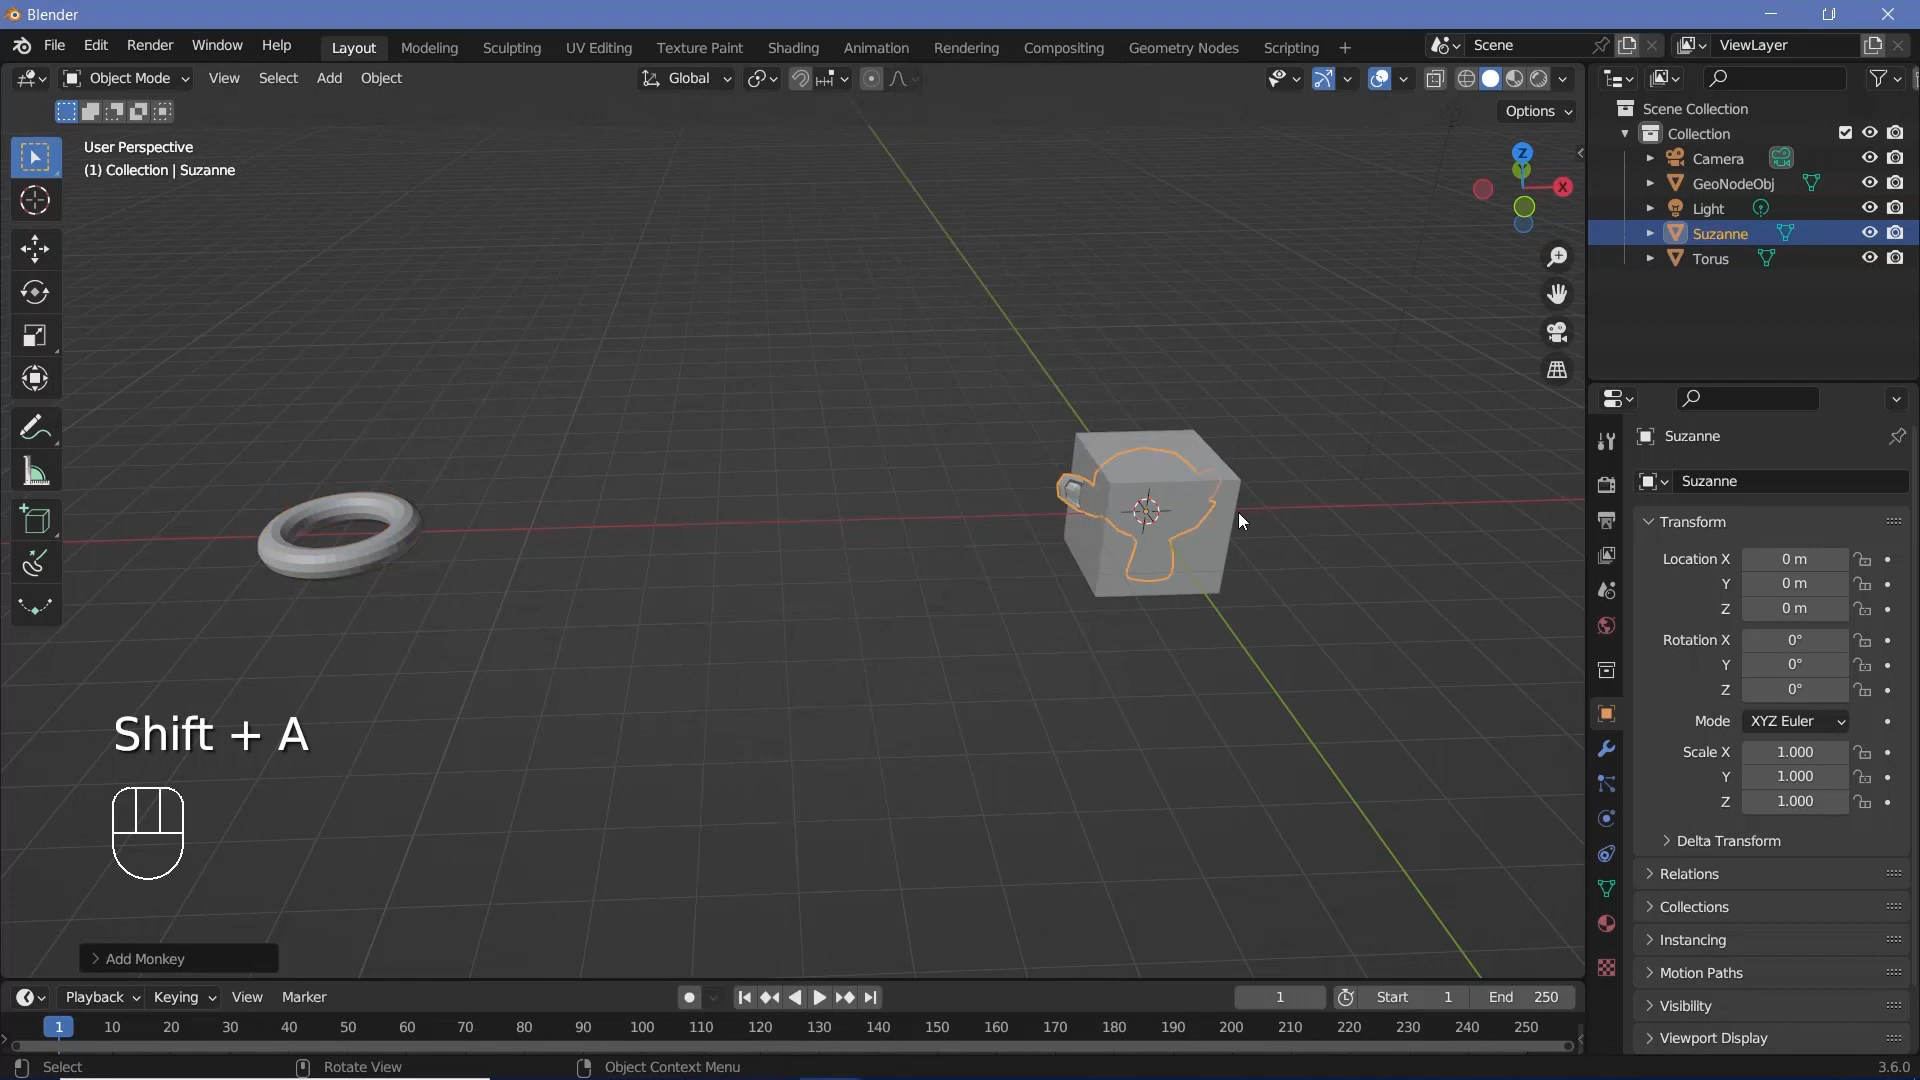 Blender
File Edit Render Window Help
Layout Modeling Sculpting UV Editing Texture Paint Shading Animation Rendering Compositing Geometry Nodes Scripting +
Scene
ViewLayer
Object Mode View Select Add Object
Global
Options
User Perspective
(1) Collection | Suzanne
Z
X
Scene Collection
Collection
Camera
GeoNodeObj
Light
Suzanne
Torus
Suzanne
Suzanne
Transform
Location X 0 m
Y 0 m
Z 0 m
Rotation X 0°
Y 0°
Z 0°
Mode XYZ Euler
Scale X 1.000
Y 1.000
Z 1.000
Delta Transform
Relations
Collections
Instancing
Motion Paths
Visibility
Viewport Display
Shift + A
Add Monkey
Playback Keying View Marker
1
Start 1
End 250
1 10 20 30 40 50 60 70 80 90 100 110 120 130 140 150 160 170 180 190 200 210 220 230 240 250
Select Rotate View Object Context Menu
3.6.0